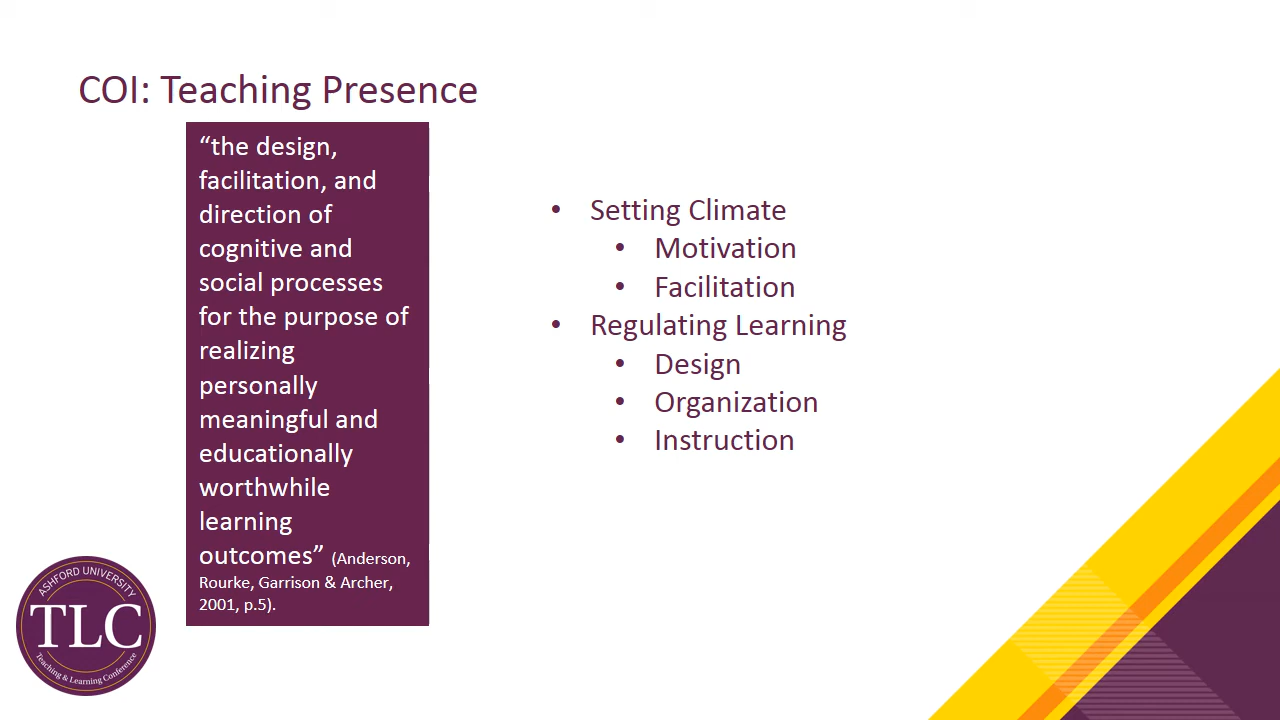 COI: Teaching Presence
“the design,
facilitation, and
direction of
cognitive and
social processes
for the purpose of
realizing
personally
meaningful and
educationally
worthwhile
learning
outcomes” (Anderson,
Rourke, Garrison & Archer,
2001, p.5).
• Setting Climate
• Motivation
• Facilitation
• Regulating Learning
• Design
• Organization
• Instruction
ASHFORD UNIVERSITY
TLC
Teaching & Learning Conference